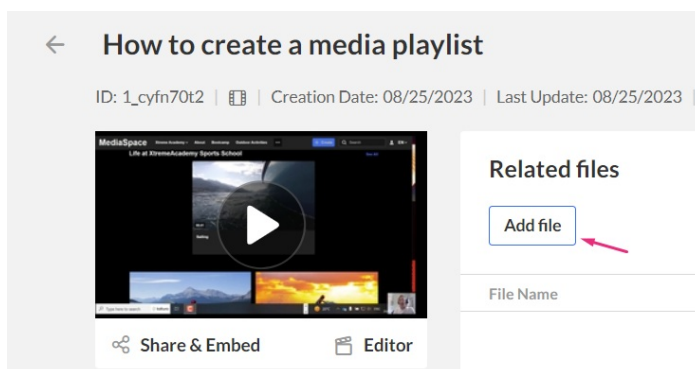 How to create a media playlist
ID: 1_cyfn70t2 | Creation Date: 08/25/2023 | Last Update: 08/25/2023 |
MediaSpace
Life at XtremeAcademy Sports School
Related files
Add file
File Name
Share & Embed
Editor